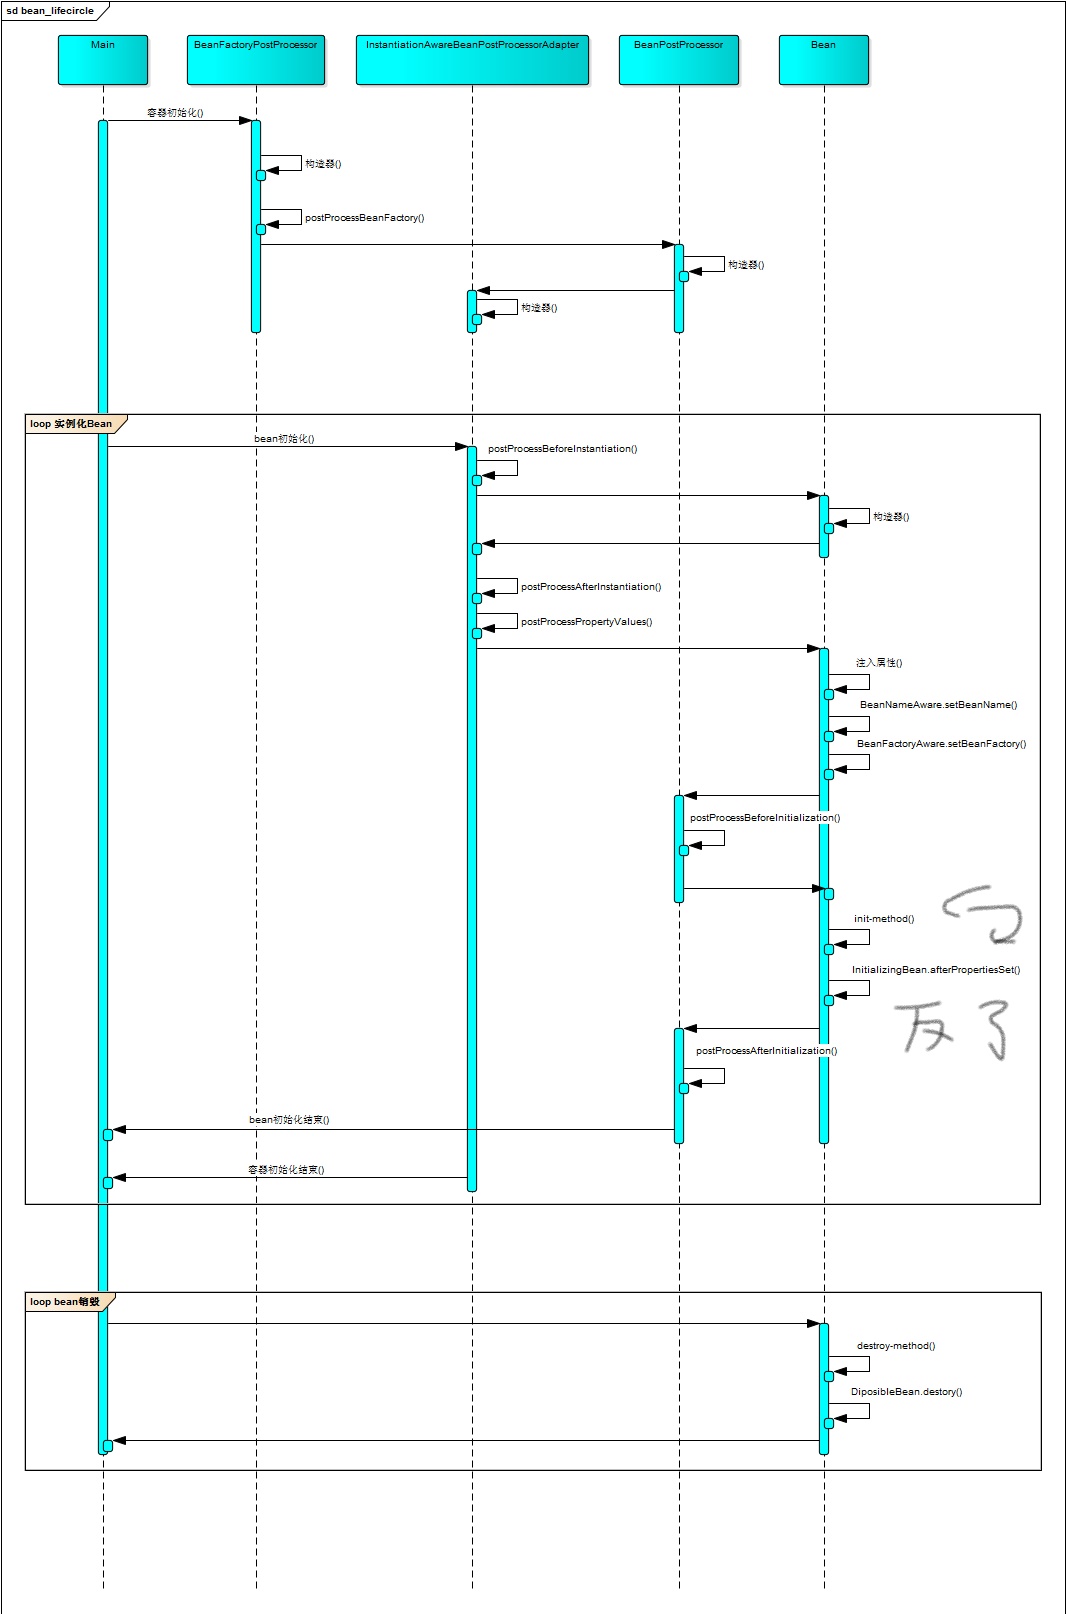 sd bean_lifecircle
Main
BeanFactoryPostProcessor
InstantiationAwareBeanPostProcessorAdapter
BeanPostProcessor
Bean
容器初始化()
构造器()
postProcessBeanFactory()
构造器()
构造器()
loop 实例化Bean
bean初始化()
postProcessBeforeInstantiation()
构造器()
postProcessAfterInstantiation()
postProcessPropertyValues()
注入属性()
BeanNameAware.setBeanName()
BeanFactoryAware.setBeanFactory()
postProcessBeforeInitialization()
init-method()
InitializingBean.afterPropertiesSet()
反了
postProcessAfterInitialization()
bean初始化结束()
容器初始化结束()
loop bean销毁
destroy-method()
DiposibleBean.destory()